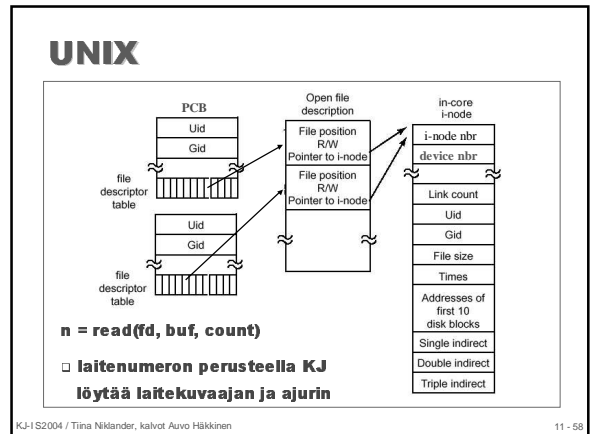 UNIX
PCB
Uid
Gid
file
descriptor
table
Uid
Gid
file
descriptor
table
Open file
description
File position
R/W
Pointer to i-node
File position
R/W
Pointer to i-node
in-core
i-node
i-node nbr
device nbr
Link count
Uid
Gid
File size
Times
Addresses of
first 10
disk blocks
Single indirect
Double indirect
Triple indirect
n = read(fd, buf, count)
❑ laitenumeron perusteella KJ
löytää laitekuvaajan ja ajurin
KJ-I S2004 / Tiina Niklander, kalvot Auvo Häkkinen
11 - 58